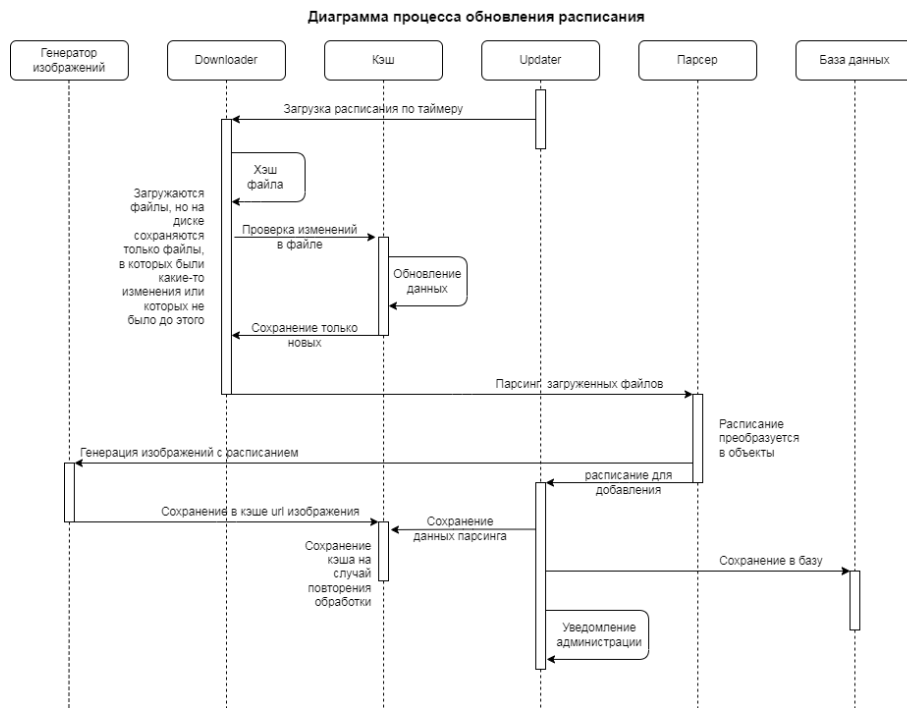 Диаграмма процесса обновления расписания
Генератор
изображений
Downloader
Кэш
Updater
Парсер
База данных
Загрузка расписания по таймеру
Хэш
файла
Загружаются
файлы, но на
диске
сохраняются
только файлы,
в которых были
какие-то
изменения или
которых не
было до этого
Проверка изменений
в файле
Обновление
данных
Сохранение только
новых
Парсинг загруженных файлов
Расписание
преобразуется
в объекты
Генерация изображений с расписанием
расписание для
добавления
Сохранение в кэше url изображения
Сохранение
данных парсинга
Сохранение
кэша на
случай
повторения
обработки
Сохранение в базу
Уведомление
администрации